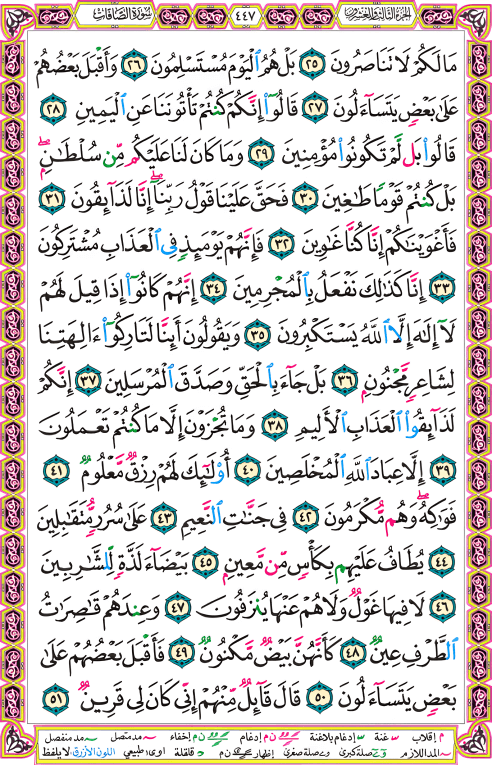 الجزء الثالث والعشرون ٤٤٧ سورة الصافات
مَا لَكُمْ لَا تَنَاصَرُونَ ٢٥ بَلْ هُمُ ٱلْيَوْمَ مُسْتَسْلِمُونَ ٢٦ وَأَقْبَلَ بَعْضُهُمْ
عَلَىٰ بَعْضٍ يَتَسَآءَلُونَ ٢٧ قَالُوٓا۟ إِنَّكُمْ كُنتُمْ تَأْتُونَنَا عَنِ ٱلْيَمِينِ ٢٨
قَالُوا۟ بَل لَّمْ تَكُونُوا۟ مُؤْمِنِينَ ٢٩ وَمَا كَانَ لَنَا عَلَيْكُم مِّن سُلْطَٰنٍۭ ۖ
بَلْ كُنتُمْ قَوْمًا طَٰغِينَ ٣٠ فَحَقَّ عَلَيْنَا قَوْلُ رَبِّنَآ ۖ إِنَّا لَذَآئِقُونَ ٣١
فَأَغْوَيْنَٰكُمْ إِنَّا كُنَّا غَٰوِينَ ٣٢ فَإِنَّهُمْ يَوْمَئِذٍ فِى ٱلْعَذَابِ مُشْتَرِكُونَ
٣٣ إِنَّا كَذَٰلِكَ نَفْعَلُ بِٱلْمُجْرِمِينَ ٣٤ إِنَّهُمْ كَانُوٓا۟ إِذَا قِيلَ لَهُمْ
لَآ إِلَٰهَ إِلَّا ٱللَّهُ يَسْتَكْبِرُونَ ٣٥ وَيَقُولُونَ أَئِنَّا لَتَارِكُوٓا۟ ءَالِهَتِنَا
لِشَاعِرٍ مَّجْنُونٍۭ ٣٦ بَلْ جَآءَ بِٱلْحَقِّ وَصَدَّقَ ٱلْمُرْسَلِينَ ٣٧ إِنَّكُمْ
لَذَآئِقُوا۟ ٱلْعَذَابِ ٱلْأَلِيمِ ٣٨ وَمَا تُجْزَوْنَ إِلَّا مَا كُنتُمْ تَعْمَلُونَ
٣٩ إِلَّا عِبَادَ ٱللَّهِ ٱلْمُخْلَصِينَ ٤٠ أُو۟لَٰٓئِكَ لَهُمْ رِزْقٌ مَّعْلُومٌ ٤١
فَوَٰكِهُ ۖ وَهُم مُّكْرَمُونَ ٤٢ فِى جَنَّٰتِ ٱلنَّعِيمِ ٤٣ عَلَىٰ سُرُرٍ مُّتَقَٰبِلِينَ
٤٤ يُطَافُ عَلَيْهِم بِكَأْسٍ مِّن مَّعِينٍۭ ٤٥ بَيْضَآءَ لَذَّةٍ لِّلشَّٰرِبِينَ
٤٦ لَا فِيهَا غَوْلٌ وَلَا هُمْ عَنْهَا يُنزَفُونَ ٤٧ وَعِندَهُمْ قَٰصِرَٰتُ
ٱلطَّرْفِ عِينٌ ٤٨ كَأَنَّهُنَّ بَيْضٌ مَّكْنُونٌ ٤٩ فَأَقْبَلَ بَعْضُهُمْ عَلَىٰ
بَعْضٍ يَتَسَآءَلُونَ ٥٠ قَالَ قَآئِلٌ مِّنْهُمْ إِنِّى كَانَ لِى قَرِينٌ ٥١
م إقلاب غنة إدغام بلاغنة ن م إدغام ن م إخفاء مد متصل مد منفصل
المد اللازم صلة كبرى صلة صغرى إظهار ن م قلقلة اوى: طبيعي اللون الأزرق: لا يلفظ